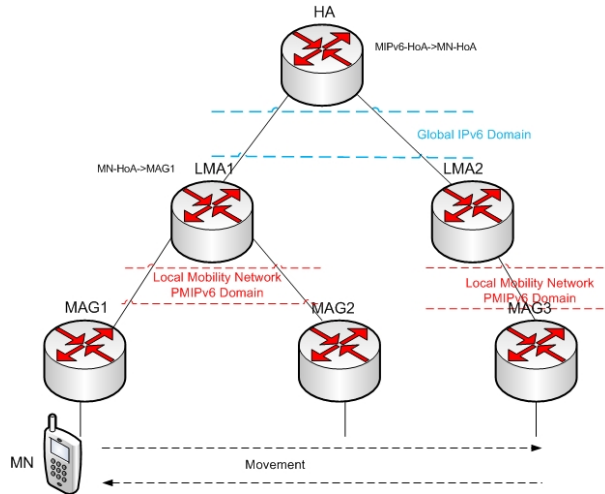 HA
MIPv6-HoA->MN-HoA
Global IPv6 Domain
MN-HoA->MAG1
LMA1
LMA2
Local Mobility Network
PMIPv6 Domain
Local Mobility Network
PMIPv6 Domain
MAG1
MAG2
MAG3
MN
Movement